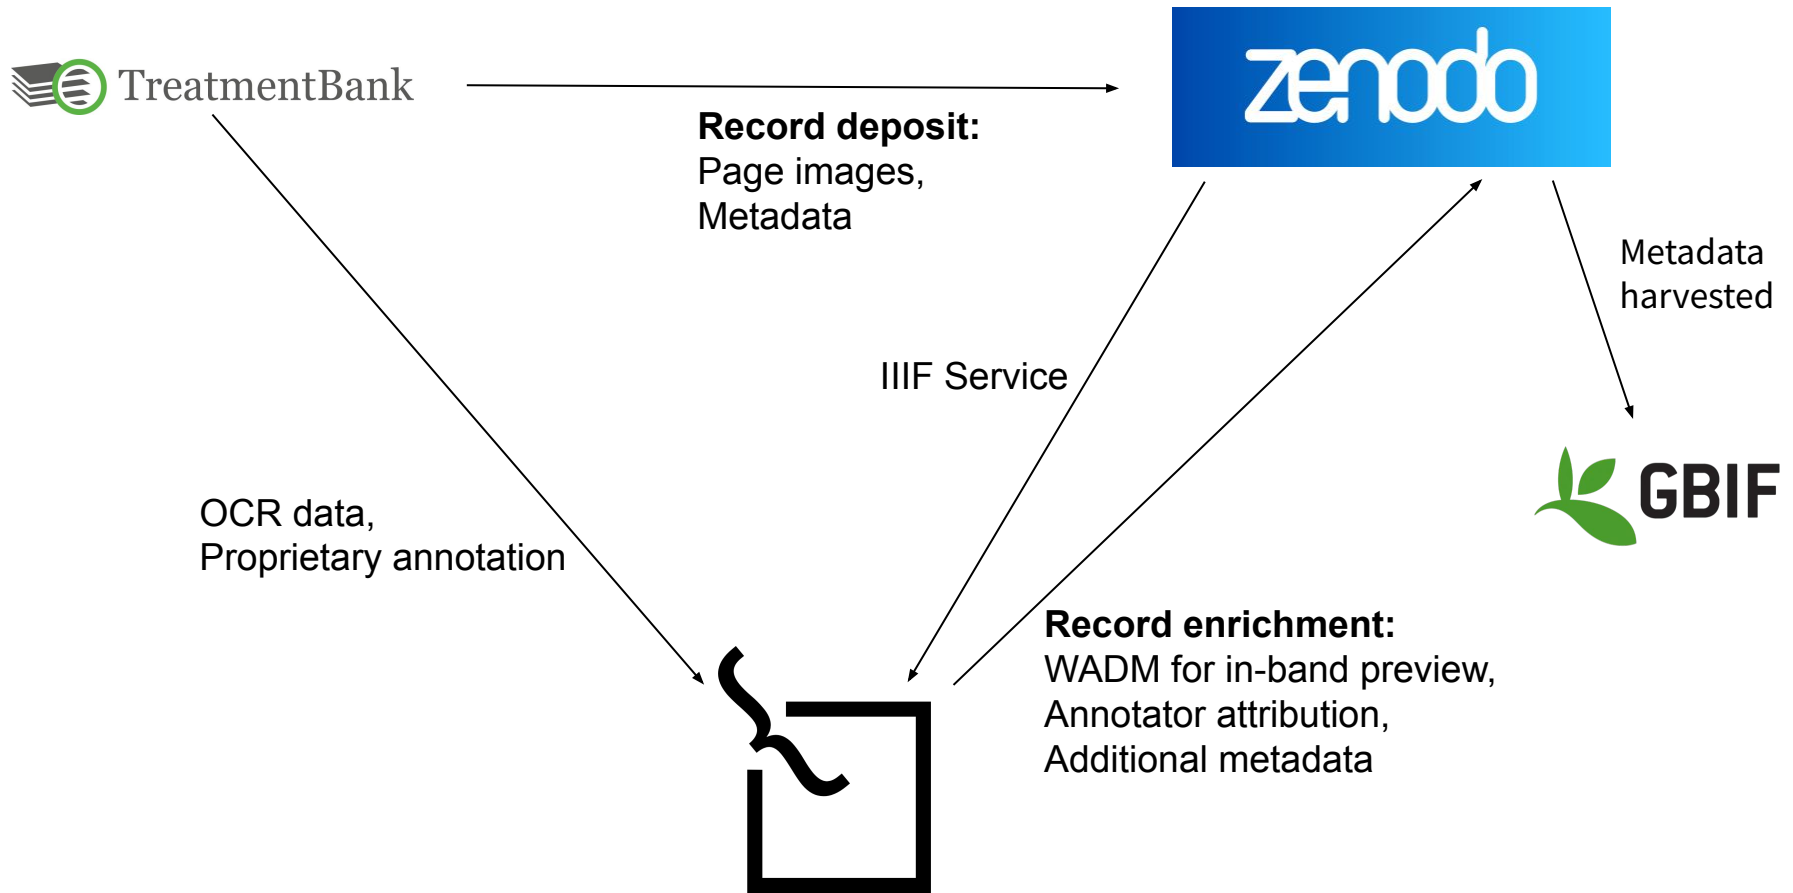 TreatmentBank
zenodo
Record deposit:
Page images,
Metadata
Metadata
harvested
IIIF Service
GBIF
OCR data,
Proprietary annotation
Record enrichment:
WADM for in-band preview,
Annotator attribution,
Additional metadata